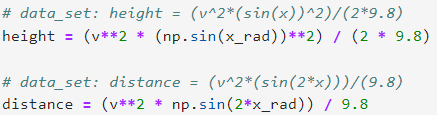 # data_set: height = (v^2*(sin(x))^2)/(2*9.8)
height = (v**2 * (np.sin(x_rad))**2) / (2 * 9.8)
# data_set: distance = (v^2*(sin(2*x)))/(9.8)
distance = (v**2 * np.sin(2*x_rad)) / 9.8